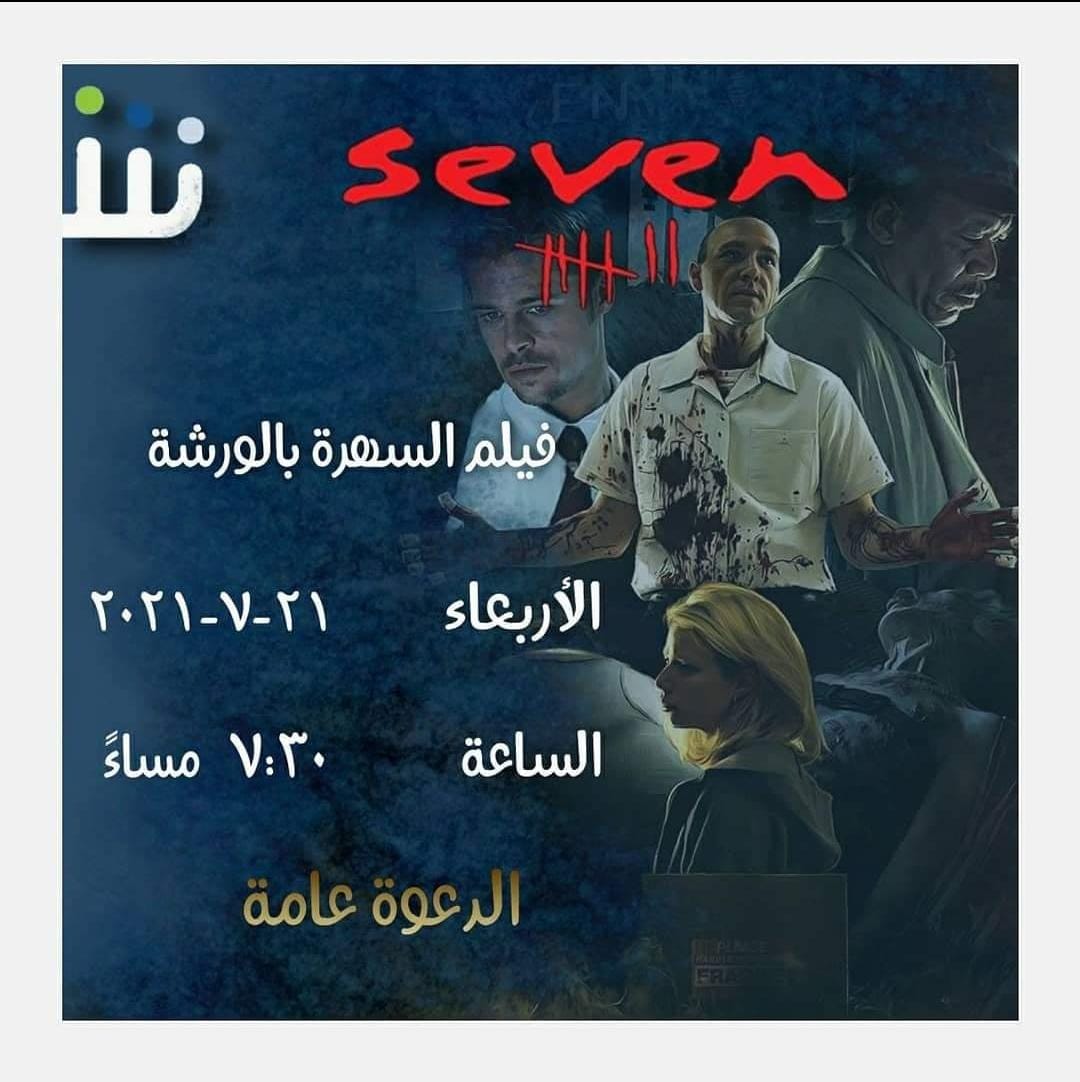 seven
فيلم السهرة بالورشة
الأربعاء ٢١-٧-٢٠٢١
الساعة ٧:٣٠ مساءً
الدعوة عامة